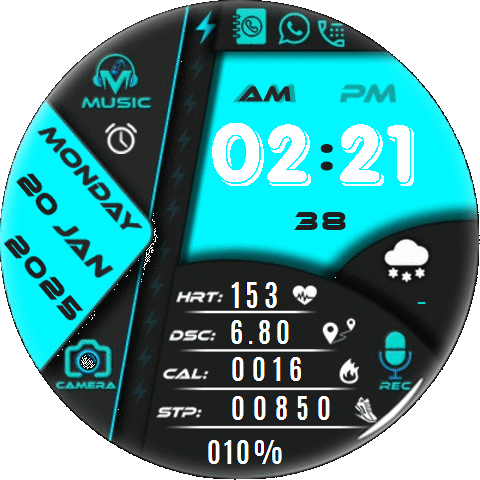 MUSIC
AM PM
02:21
38
MONDAY
20 JAN
2025
HRT: 153
DSC: 6.80
CAL: 0016
STP: 00850
010%
CAMERA
-
REC